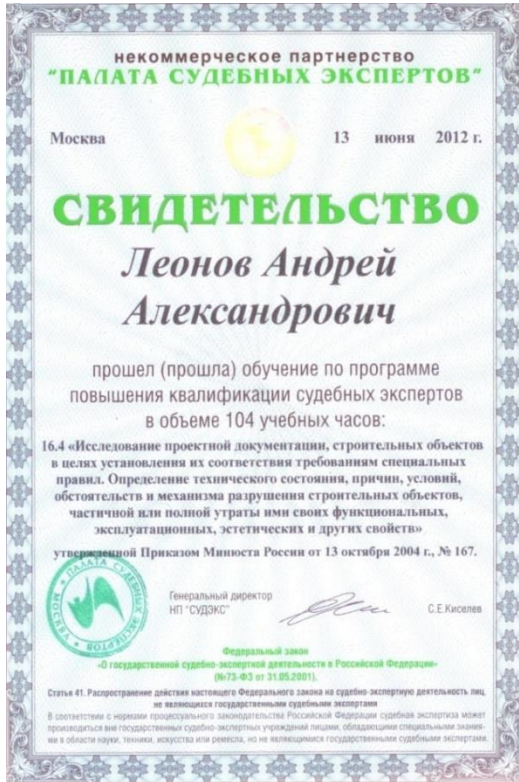 некоммерческое партнерство
"ПАЛАТА СУДЕБНЫХ ЭКСПЕРТОВ"
Москва 13 июня 2012 г.
СВИДЕТЕЛЬСТВО
Леонов Андрей
Александрович
прошел (прошла) обучение по программе
повышения квалификации судебных экспертов
в объеме 104 учебных часов:
16.4 «Исследование проектной документации, строительных объектов
в целях установления их соответствия требованиям специальных
правил. Определение технического состояния, причин, условий,
обстоятельств и механизма разрушения строительных объектов,
частичной или полной утраты ими своих функциональных,
эксплуатационных, эстетических и других свойств»
утвержденной Приказом Минюста России от 13 октября 2004 г., № 167.
ПАЛАТА СУДЕБНЫХ ЭКСПЕРТОВ * МОСКВА *
Генеральный директор
НП "СУДЭКС" С.Е.Киселев
Федеральный закон
«О государственной судебно-экспертной деятельности в Российской Федерации»
(№73-ФЗ от 31.05.2001).
Статья 41. Распространение действия настоящего Федерального закона на судебно-экспертную деятельность лиц,
не являющихся государственными судебными экспертами
В соответствии с нормами процессуального законодательства Российской Федерации судебная экспертиза может
производиться вне государственных судебно-экспертных учреждений лицами, обладающими специальными знания-
ми в области науки, техники, искусства или ремесла, но не являющимися государственными судебными экспертами.